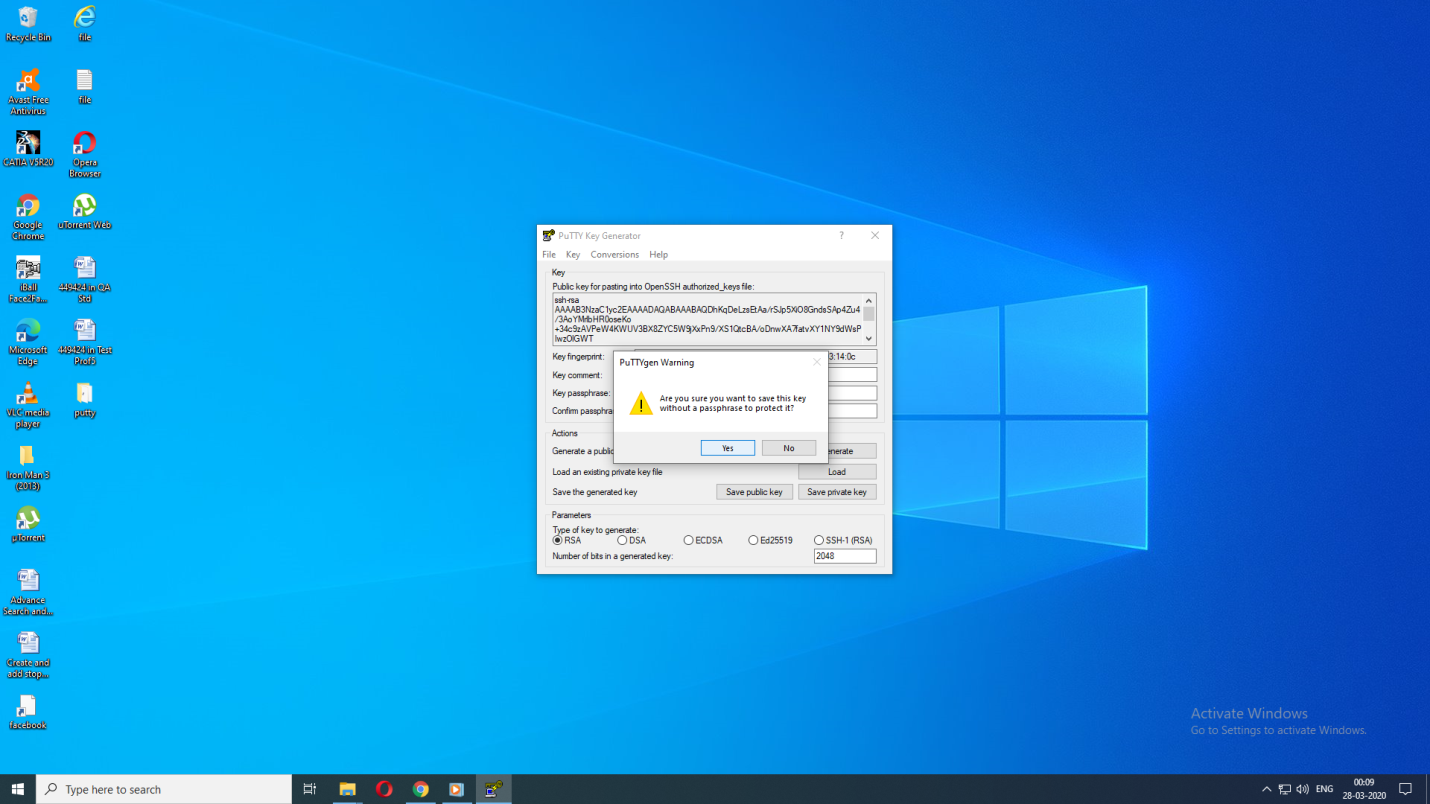 Recycle Bin
file
Avast Free
Antivirus
file
CATIA V5R20
Opera
Browser
Google
Chrome
uTorrent Web
iBall
Face2Fa...
449424 in QA
Std
Microsoft
Edge
449424 in Test
Prof5
VLC media
player
putty
Iron Man 3
(2013)
µTorrent
Advance
Search and...
Create and
add stop...
facebook
PuTTY Key Generator
?
File Key Conversions Help
Key
Public key for pasting into OpenSSH authorized_keys file:
ssh-rsa
Key fingerprint:
3:14:0c
Key comment:
Key passphrase:
Confirm passphra
PuTTYgen Warning
Are you sure you want to save this key
without a passphrase to protect it?
Yes No
Actions
Generate a public
enerate
Load an existing private key file
Load
Save the generated key
Save public key
Save private key
Parameters
Type of key to generate:
RSA DSA ECDSA Ed25519 SSH-1 (RSA)
Number of bits in a generated key:
2048
Activate Windows
Go to Settings to activate Windows.
Type here to search
ENG
00:09
28-03-2020